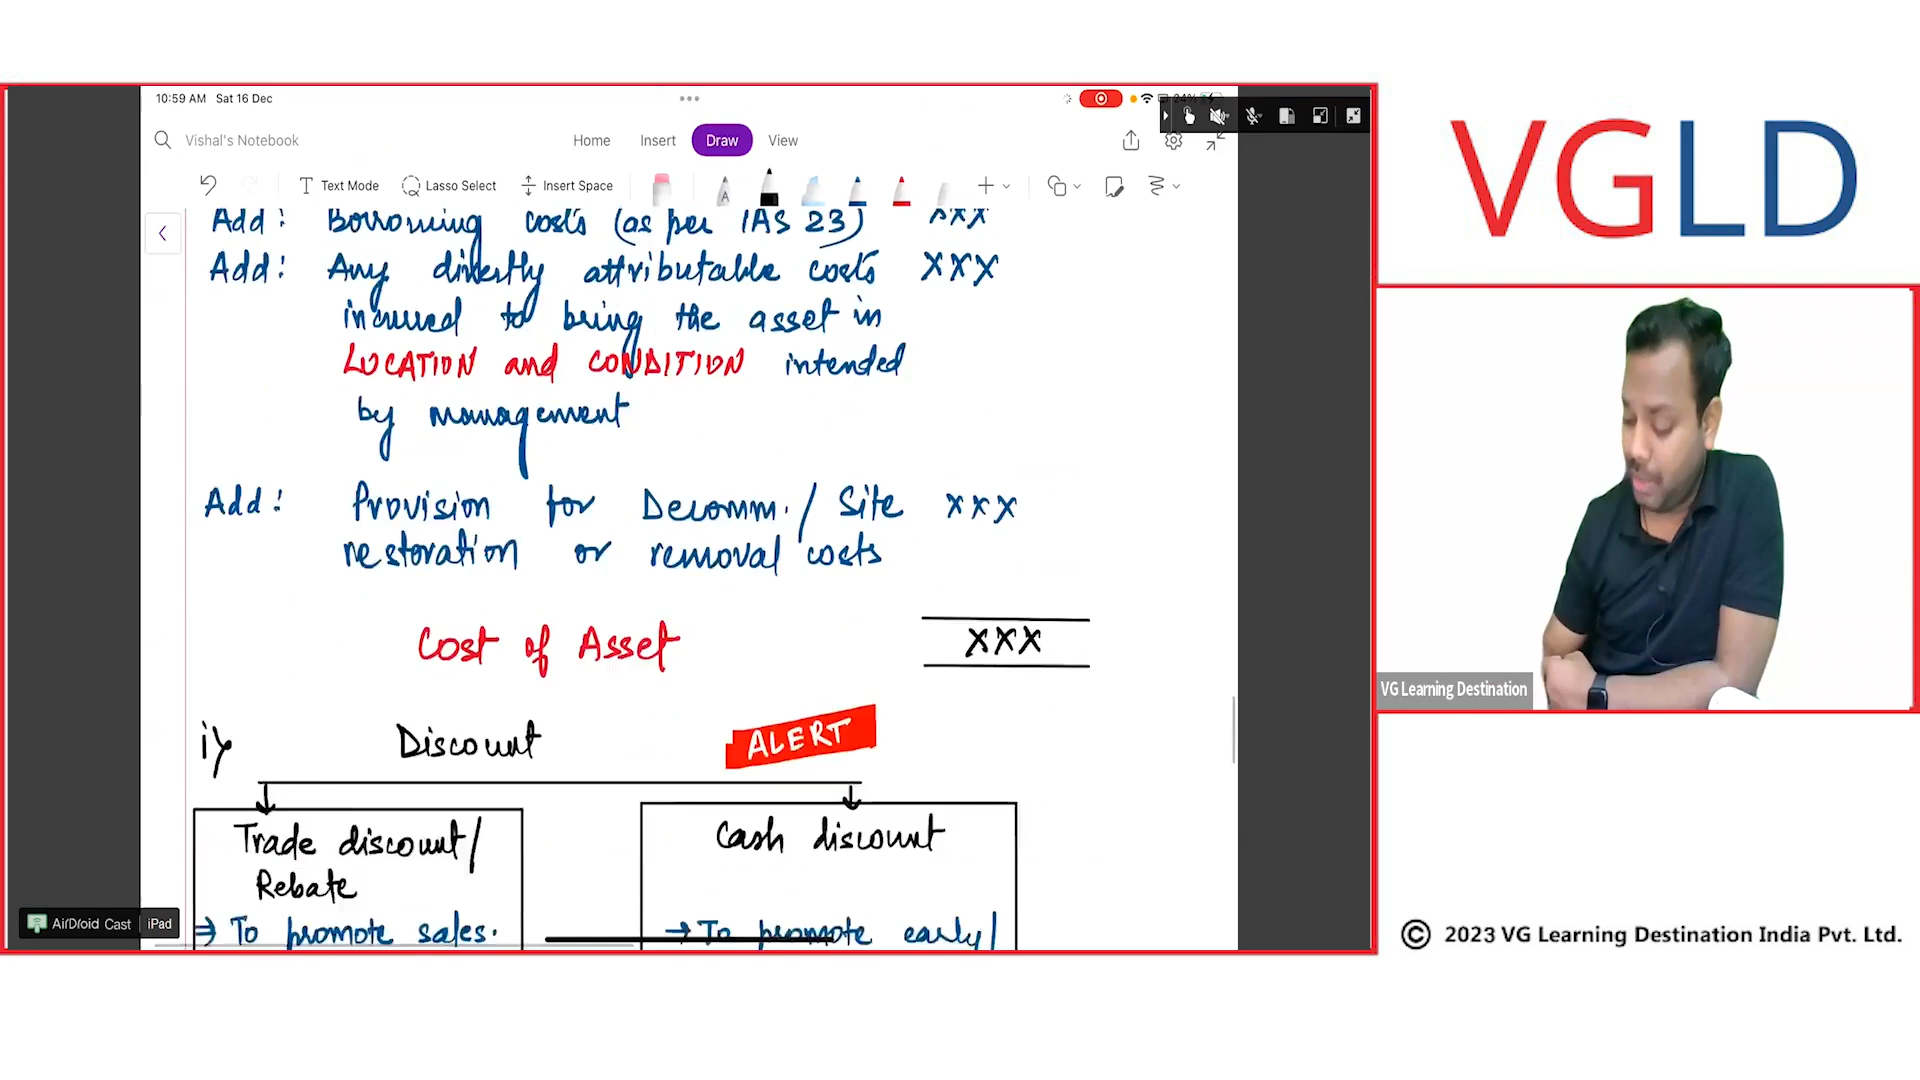 10:59 AM Sat 16 Dec
24%
Vishal's Notebook
Home Insert Draw View
Text Mode Lasso Select Insert Space
Add: Borrowing costs (as per IAS 23) XXX
Add: Any directly attributable costs XXX
incurred to bring the asset in
LOCATION and CONDITION intended
by management
Add: Provision for Decomm. / Site XXX
restoration or removal costs
Cost of Asset XXX
i) Discount ALERT
Trade discount/
Rebate
⇒ To promote sales.
Cash discount
→ To promote early/
AirDroid Cast iPad
VGLD
VG Learning Destination
© 2023 VG Learning Destination India Pvt. Ltd.